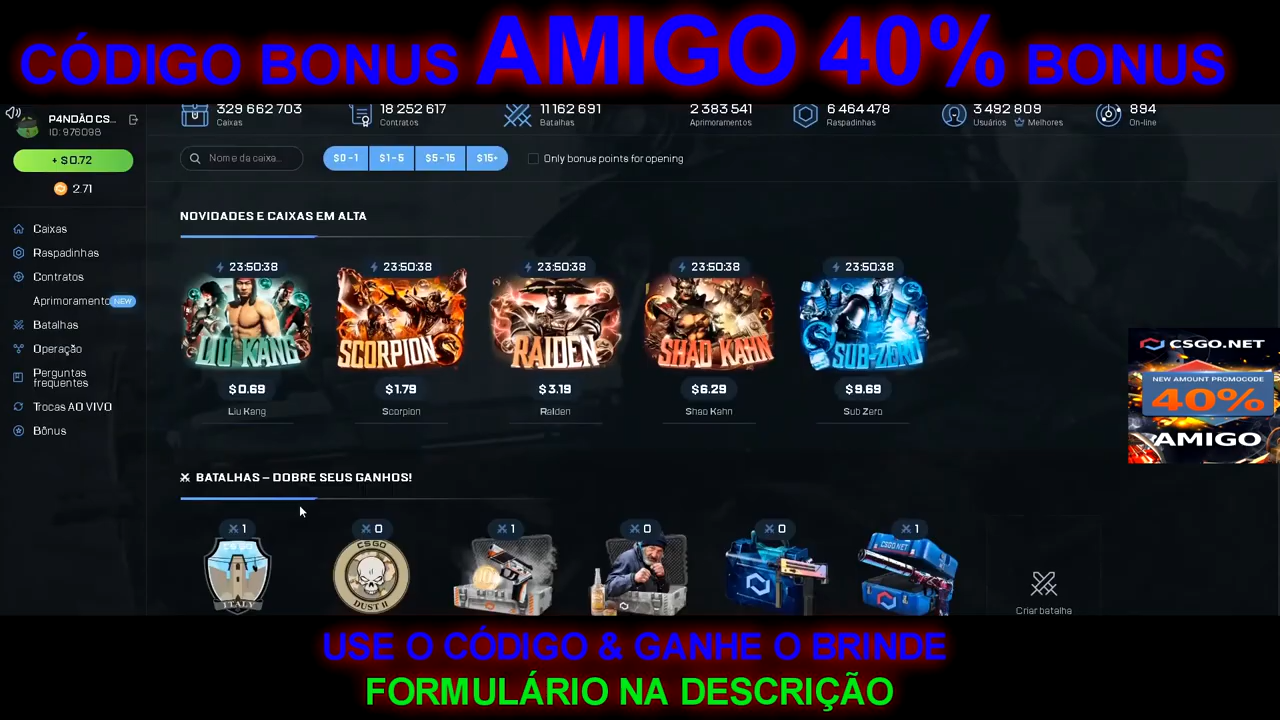 CÓDIGO BONUS AMIGO 40% BONUS
329 662 703
Caixas
18 252 617
Contratos
11 162 691
Batalhas
2 383 541
Aprimoramentos
6 464 478
Raspadinhas
3 492 809
Usuários Melhores
894
On-line
P4NDÃO CS...
ID: 976098
+ $ 0.72
2.71
Nome da caixa...
$ 0 - 1
$ 1 - 5
$ 5 - 15
$ 15+
Only bonus points for opening
Caixas
Raspadinhas
Contratos
Aprimoramento NEW
Batalhas
Operação
Perguntas
frequentes
Trocas AO VIVO
Bônus
NOVIDADES E CAIXAS EM ALTA
23:50:38
23:50:38
23:50:38
23:50:38
23:50:38
LIU KANG
SCORPION
RAIDEN
SHAO KAHN
SUB-ZERO
$ 0.69
$ 1.79
$ 3.19
$ 6.29
$ 9.69
Liu Kang
Scorpion
Raiden
Shao Kahn
Sub Zero
CSGO.NET
NEW AMOUNT PROMOCODE
40%
AMIGO
BATALHAS – DOBRE SEUS GANHOS!
1
0
1
0
0
1
CS GO
ITALY
CS GO
DUST II
CSGO.NET
Criar batalha
USE O CÓDIGO & GANHE O BRINDE
FORMULÁRIO NA DESCRIÇÃO